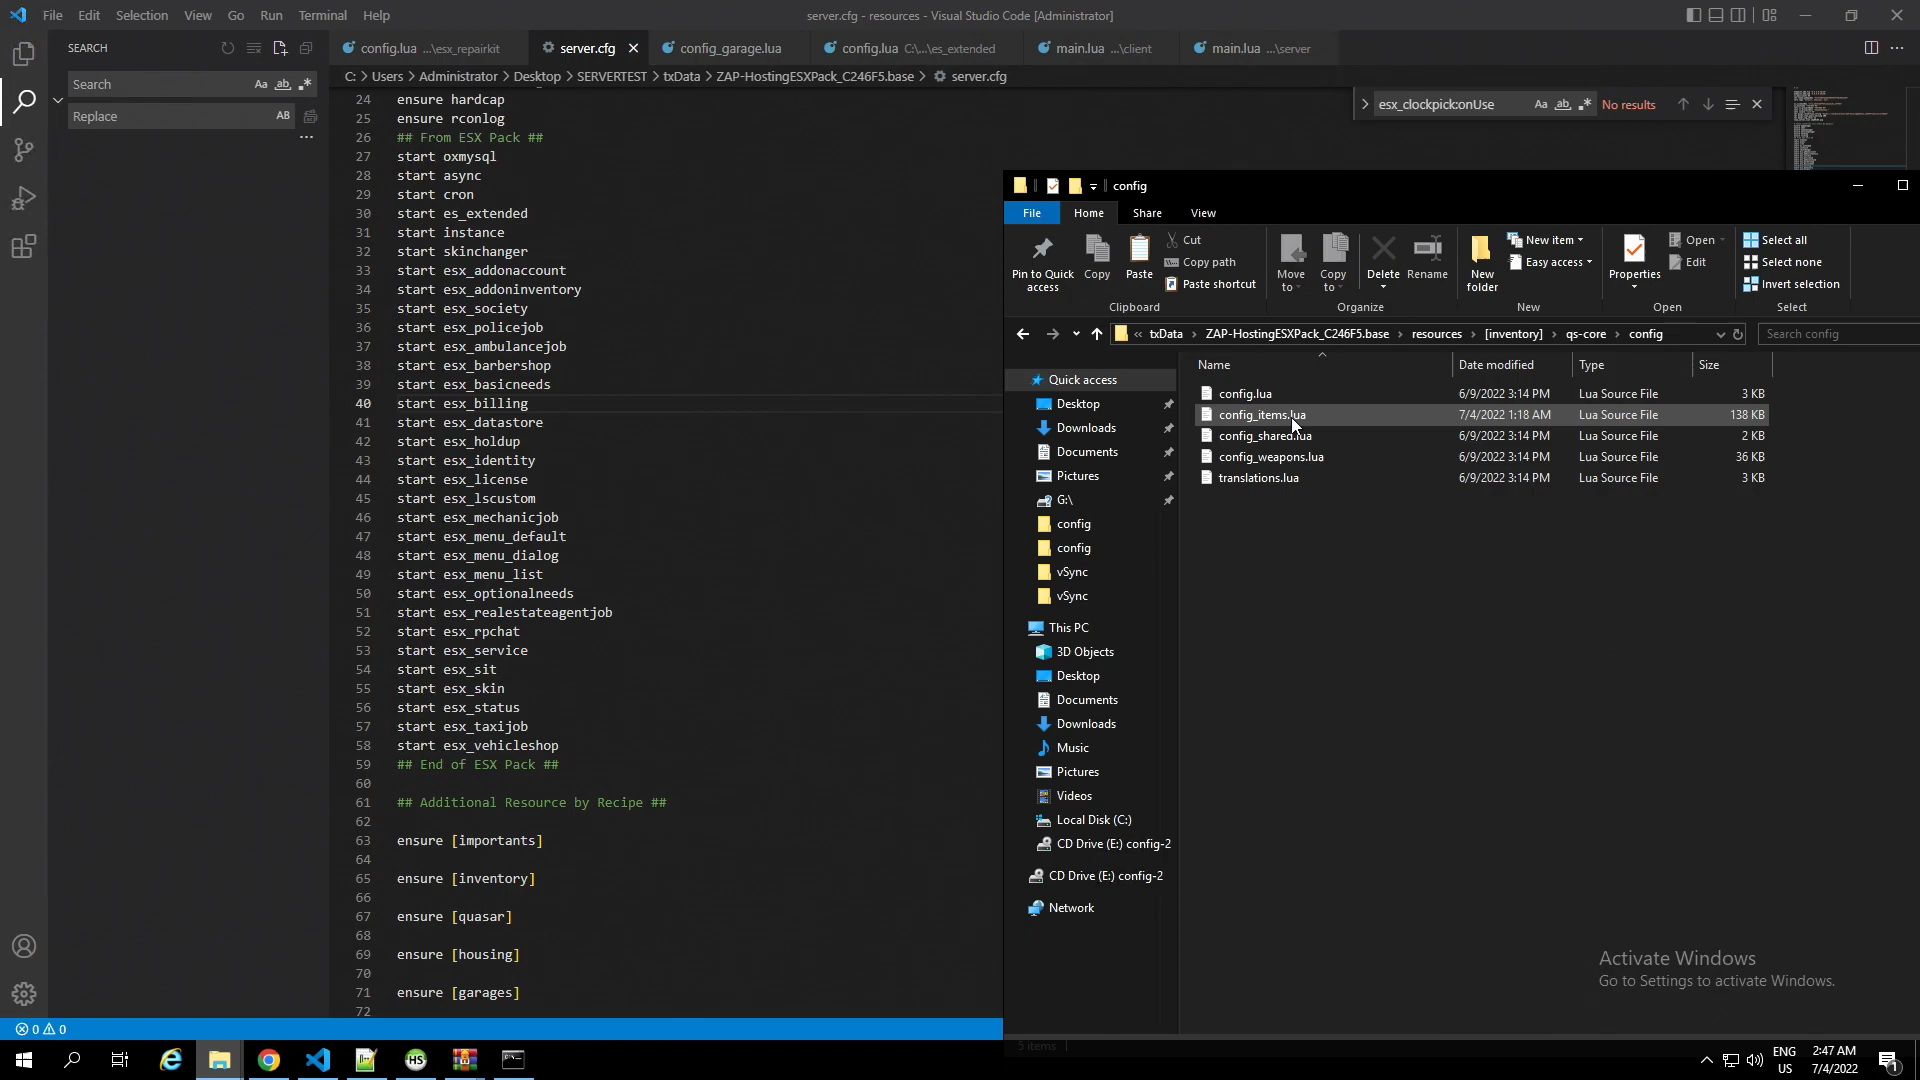 File Edit Selection View Go Run Terminal Help
server.cfg - resources - Visual Studio Code [Administrator]
SEARCH
Search
Aa ab
Replace
AB
config.lua ...\esx_repairkit
server.cfg
config_garage.lua
config.lua C:\...\es_extended
main.lua ...\client
main.lua ...\server
C: > Users > Administrator > Desktop > SERVERTEST > txData > ZAP-HostingESXPack_C246F5.base > server.cfg
esx_clockpick:onUse Aa ab No results
24 ensure hardcap
25 ensure rconlog
26 ## From ESX Pack ##
27 start oxmysql
28 start async
29 start cron
30 start es_extended
31 start instance
32 start skinchanger
33 start esx_addonaccount
34 start esx_addoninventory
35 start esx_society
36 start esx_policejob
37 start esx_ambulancejob
38 start esx_barbershop
39 start esx_basicneeds
40 start esx_billing
41 start esx_datastore
42 start esx_holdup
43 start esx_identity
44 start esx_license
45 start esx_lscustom
46 start esx_mechanicjob
47 start esx_menu_default
48 start esx_menu_dialog
49 start esx_menu_list
50 start esx_optionalneeds
51 start esx_realestateagentjob
52 start esx_rpchat
53 start esx_service
54 start esx_sit
55 start esx_skin
56 start esx_status
57 start esx_taxijob
58 start esx_vehicleshop
59 ## End of ESX Pack ##
60
61 ## Additional Resource by Recipe ##
62
63 ensure [importants]
64
65 ensure [inventory]
66
67 ensure [quasar]
68
69 ensure [housing]
70
71 ensure [garages]
72
0 0
config
File Home Share View
Pin to Quick access
Copy
Paste
Cut
Copy path
Paste shortcut
Clipboard
Move to
Copy to
Delete
Rename
Organize
New folder
New item
Easy access
New
Properties
Open
Edit
Open
Select all
Select none
Invert selection
Select
« txData > ZAP-HostingESXPack_C246F5.base > resources > [inventory] > qs-core > config
Search config
Name Date modified Type Size
config.lua 6/9/2022 3:14 PM Lua Source File 3 KB
config_items.lua 7/4/2022 1:18 AM Lua Source File 138 KB
config_shared.lua 6/9/2022 3:14 PM Lua Source File 2 KB
config_weapons.lua 6/9/2022 3:14 PM Lua Source File 36 KB
translations.lua 6/9/2022 3:14 PM Lua Source File 3 KB
Quick access
Desktop
Downloads
Documents
Pictures
G:\
config
config
vSync
vSync
This PC
3D Objects
Desktop
Documents
Downloads
Music
Pictures
Videos
Local Disk (C:)
CD Drive (E:) config-2
CD Drive (E:) config-2
Network
5 items
Activate Windows
Go to Settings to activate Windows.
HS
ENG
US
2:47 AM
7/4/2022
1